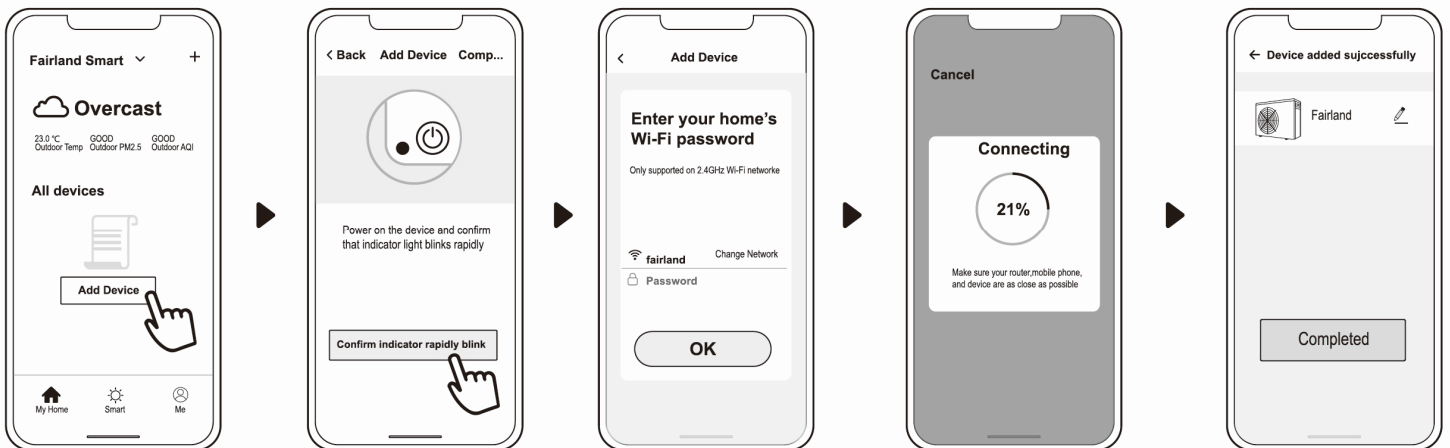 Fairland Smart
+
Overcast
23.0 ℃ GOOD GOOD
Outdoor Temp Outdoor PM2.5 Outdoor AQI
All devices
Add Device
My Home Smart Me
< Back Add Device Comp...
Power on the device and confirm
that indicator light blinks rapidly
Confirm indicator rapidly blink
< Add Device
Enter your home's
Wi-Fi password
Only supported on 2.4GHz Wi-Fi networke
fairland Change Network
Password
OK
Cancel
Connecting
21%
Make sure your router,mobile phone,
and device are as close as possible
← Device added sujccessfully
Fairland
Completed